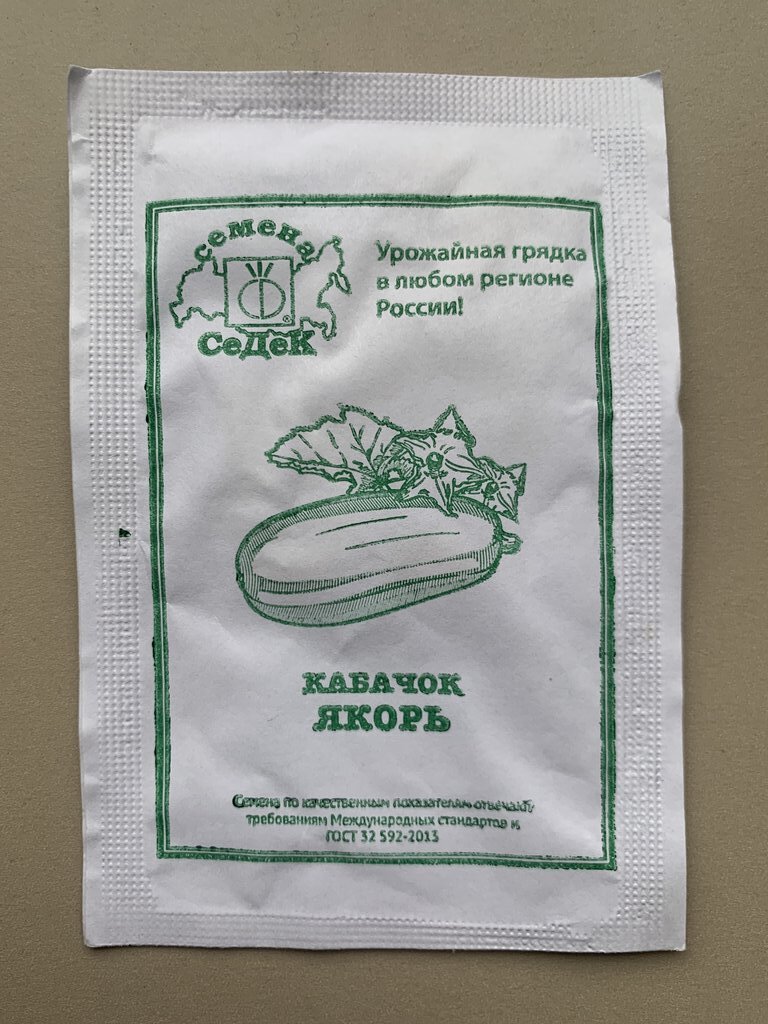 семена
СеДеК
Урожайная грядка
в любом регионе
России!
КАБАЧОК
ЯКОРЬ
Семена по качественным показателям отвечают
требованиям Международных стандартов и
ГОСТ 32 592-2013